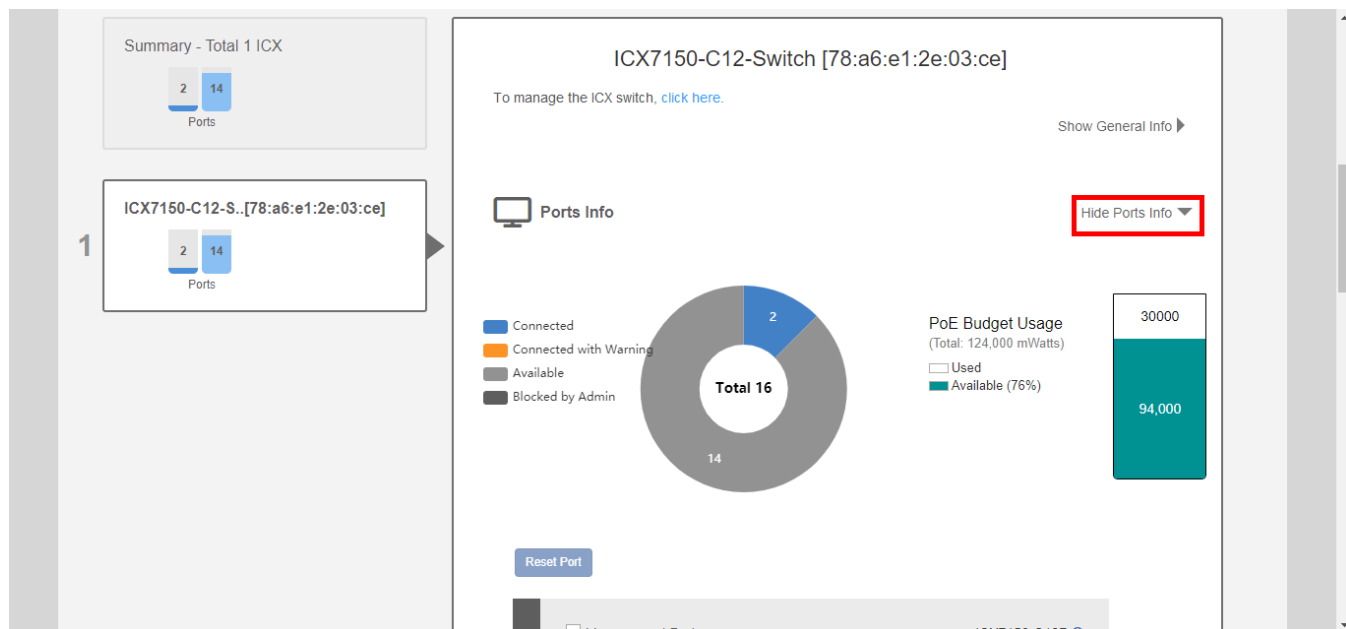 Summary - Total 1 ICX
2 14
Ports
1
ICX7150-C12-S..[78:a6:e1:2e:03:ce]
2 14
Ports
ICX7150-C12-Switch [78:a6:e1:2e:03:ce]
To manage the ICX switch, click here.
Show General Info
Ports Info
Hide Ports Info
Connected
Connected with Warning
Available
Blocked by Admin
2
Total 16
14
PoE Budget Usage
(Total: 124,000 mWatts)
Used
Available (76%)
30000
94,000
Reset Port